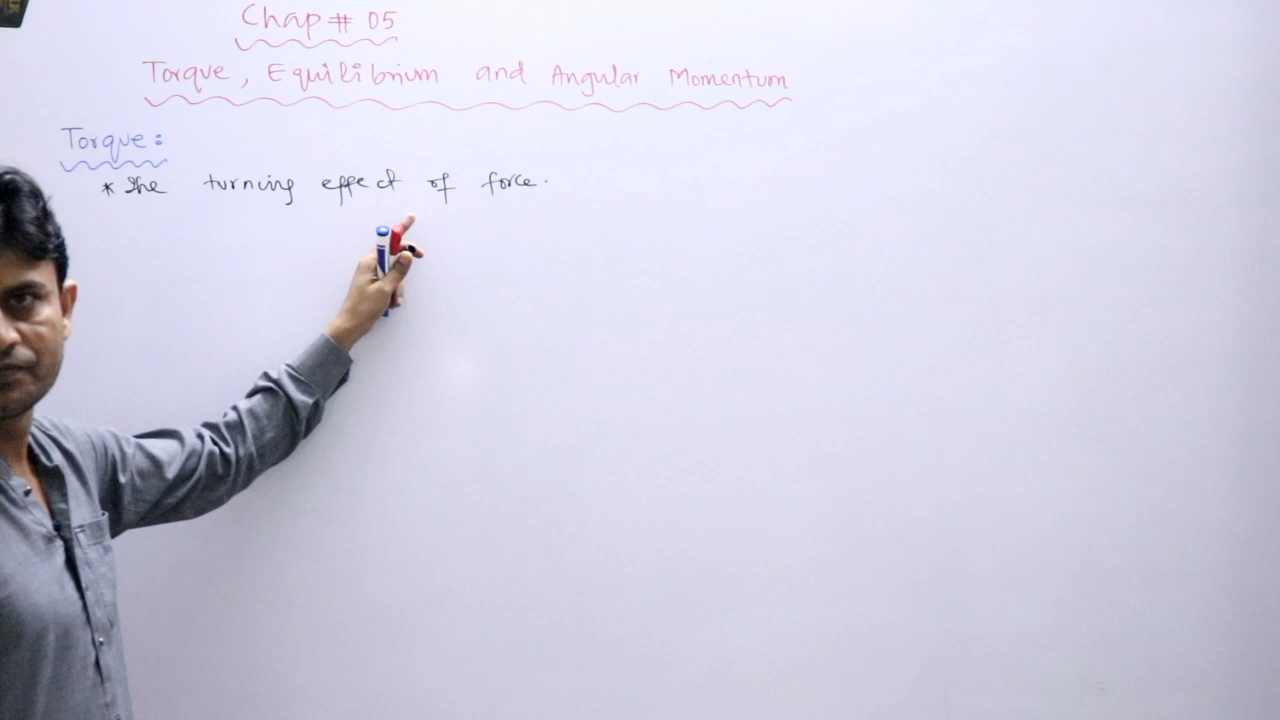 Chap # 05
Torque, Equilibrium and Angular Momentum
Torque:
* The turning effect of force.